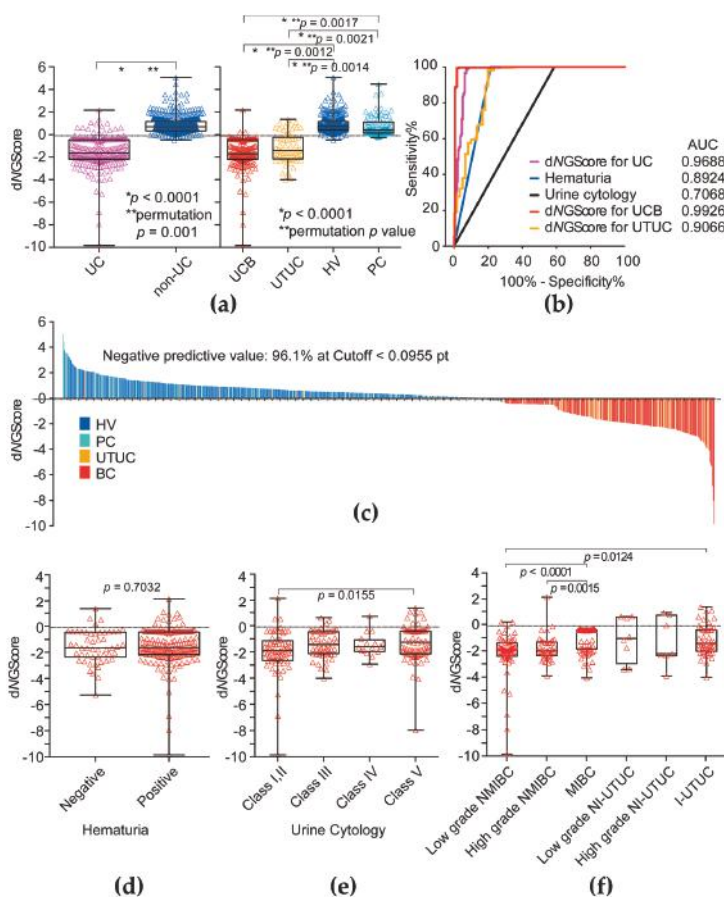 * **p = 0.0017
* **p = 0.0021
* **p = 0.0012
* **p = 0.0014
* **
dNGScore
6
4
2
0
-2
-4
-6
-8
-10
*p < 0.0001
**permutation
p = 0.001
*p < 0.0001
**permutation p value
UC
non-UC
UCB
UTUC
HV
PC
(a)
Sensitivity%
100
80
60
40
20
0
0 20 40 60 80 100
100% - Specificity%
AUC
dNGScore for UC 0.9688
Hematuria 0.8924
Urine cytology 0.7068
dNGScore for UCB 0.9926
dNGScore for UTUC 0.9066
(b)
dNGScore
6
4
2
0
-2
-4
-6
-8
-10
Negative predictive value: 96.1% at Cutoff < 0.0955 pt
HV
PC
UTUC
BC
(c)
dNGScore
4
2
0
-2
-4
-6
-8
-10
p = 0.7032
Negative
Positive
Hematuria
(d)
dNGScore
4
2
0
-2
-4
-6
-8
-10
p = 0.0155
Class I,II
Class III
Class IV
Class V
Urine Cytology
(e)
dNGScore
4
2
0
-2
-4
-6
-8
-10
p = 0.0124
p < 0.0001
p = 0.0015
Low grade NMIBC
High grade NMIBC
MIBC
Low grade NI-UTUC
High grade NI-UTUC
I-UTUC
(f)